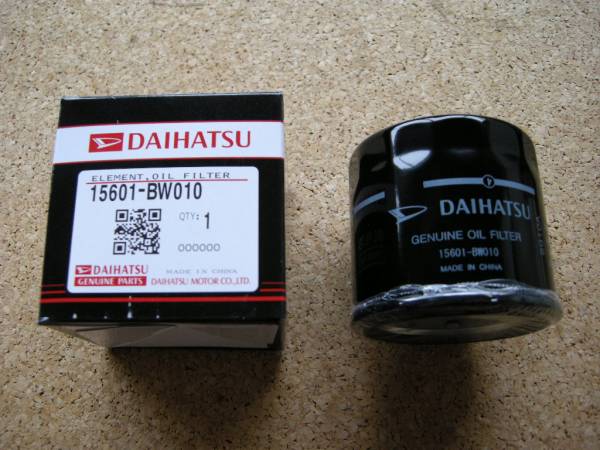 DAIHATSU
ELEMENT, OIL FILTER
15601-BW010
QTY: 1
000000
DAIHATSU
GENUINE PARTS
MADE IN CHINA
DAIHATSU MOTOR CO.,LTD.
DAIHATSU
GENUINE OIL FILTER
15601-BW010
MADE IN CHINA